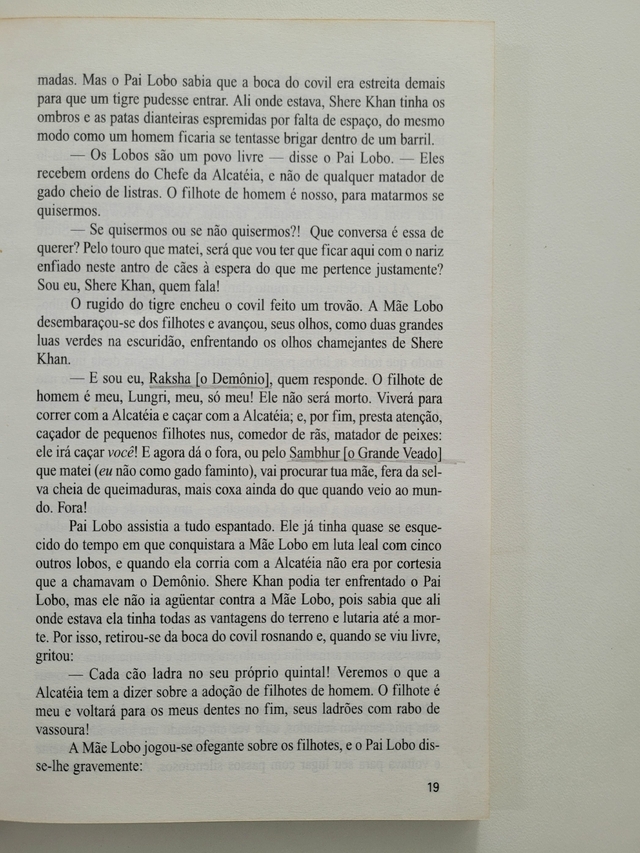 madas. Mas o Pai Lobo sabia que a boca do covil era estreita demais
para que um tigre pudesse entrar. Ali onde estava, Shere Khan tinha os
ombros e as patas dianteiras espremidas por falta de espaço, do mesmo
modo como um homem ficaria se tentasse brigar dentro de um barril.
— Os Lobos são um povo livre — disse o Pai Lobo. — Eles
recebem ordens do Chefe da Alcatéia, e não de qualquer matador de
gado cheio de listras. O filhote de homem é nosso, para matarmos se
quisermos.
— Se quisermos ou se não quisermos?! Que conversa é essa de
querer? Pelo touro que matei, será que vou ter que ficar aqui com o nariz
enfiado neste antro de cães à espera do que me pertence justamente?
Sou eu, Shere Khan, quem fala!
O rugido do tigre encheu o covil feito um trovão. A Mãe Lobo
desembaraçou-se dos filhotes e avançou, seus olhos, como duas grandes
luas verdes na escuridão, enfrentando os olhos chamejantes de Shere
Khan.
— E sou eu, Raksha [o Demônio], quem responde. O filhote de
homem é meu, Lungri, meu, só meu! Ele não será morto. Viverá para
correr com a Alcatéia e caçar com a Alcatéia; e, por fim, presta atenção,
caçador de pequenos filhotes nus, comedor de rãs, matador de peixes:
ele irá caçar você! E agora dá o fora, ou pelo Sambhur [o Grande Veado]
que matei (eu não como gado faminto), vai procurar tua mãe, fera da sel-
va cheia de queimaduras, mais coxa ainda do que quando veio ao mun-
do. Fora!
Pai Lobo assistia a tudo espantado. Ele já tinha quase se esque-
cido do tempo em que conquistara a Mãe Lobo em luta leal com cinco
outros lobos, e quando ela corria com a Alcatéia não era por cortesia
que a chamavam o Demônio. Shere Khan podia ter enfrentado o Pai
Lobo, mas ele não ia agüentar contra a Mãe Lobo, pois sabia que ali
onde estava ela tinha todas as vantagens do terreno e lutaria até a mor-
te. Por isso, retirou-se da boca do covil rosnando e, quando se viu livre,
gritou:
— Cada cão ladra no seu próprio quintal! Veremos o que a
Alcatéia tem a dizer sobre a adoção de filhotes de homem. O filhote é
meu e voltará para os meus dentes no fim, seus ladrões com rabo de
vassoura!
A Mãe Lobo jogou-se ofegante sobre os filhotes, e o Pai Lobo dis-
se-lhe gravemente:
19